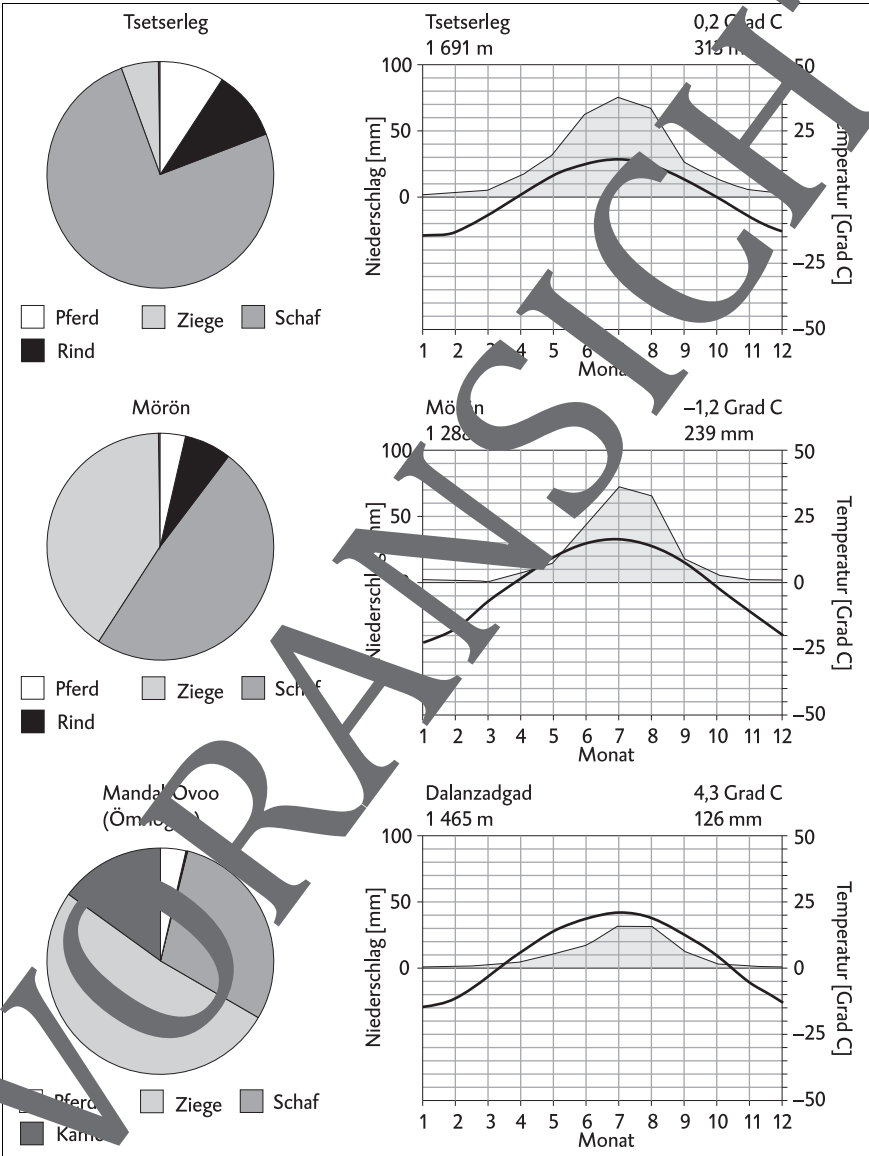 Tsetserleg
Pferd Ziege Schaf
Rind
Tsetserleg 0,2 C
1 691 m
100
50
0
25
−25
−50
Niederschlag [mm]
[Grad C]
1 2 4 5 6 7 8 9 10 11 12
Mörön
Pferd Ziege
Rind
−1,2 Grad C
239 mm
100 50
50 25
0
−25
−50
Temperatur [Grad C]
1 2 3 4 5 6 7 8 9 10 11 12
Monat
Ovoo
Ziege Schaf
Dalanzadgad 4,3 Grad C
1 465 m 126 mm
100 50
50 25
0 0
−25
−50
Niederschlag [mm]
Temperatur [Grad C]
1 2 3 4 5 6 7 8 9 10 11 12
Monat